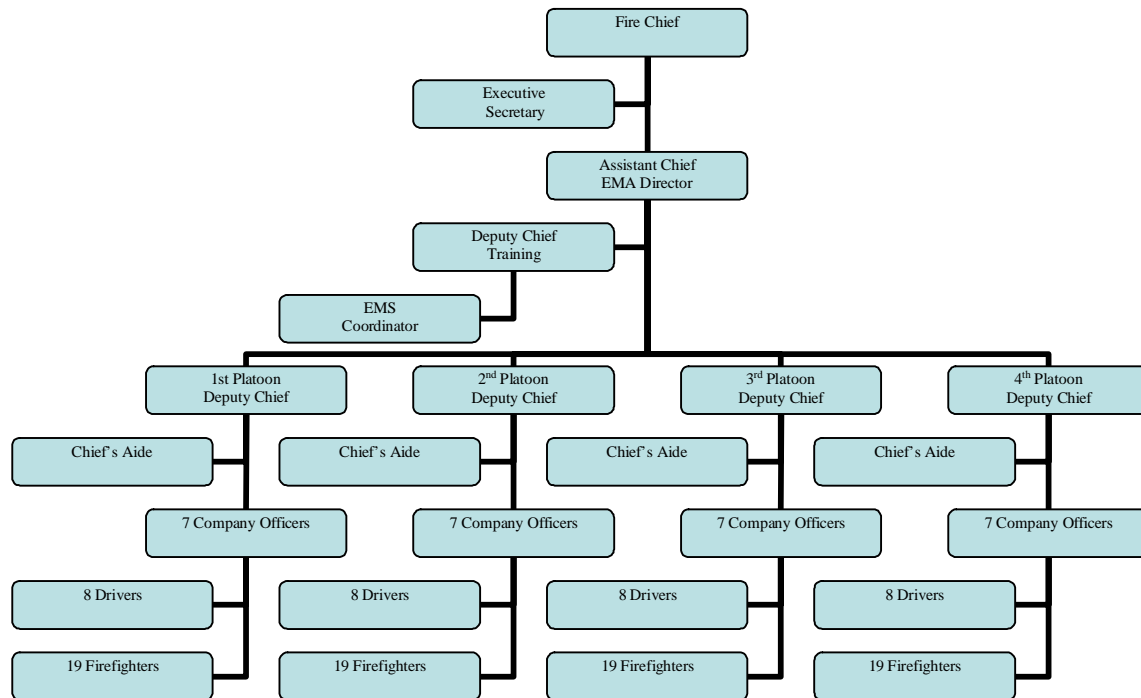 Fire Chief
Executive
Secretary
Assistant Chief
EMA Director
Deputy Chief
Training
EMS
Coordinator
1st Platoon
Deputy Chief
2nd Platoon
Deputy Chief
3rd Platoon
Deputy Chief
4th Platoon
Deputy Chief
Chief's Aide
Chief's Aide
Chief's Aide
Chief's Aide
7 Company Officers
7 Company Officers
7 Company Officers
7 Company Officers
8 Drivers
8 Drivers
8 Drivers
8 Drivers
19 Firefighters
19 Firefighters
19 Firefighters
19 Firefighters